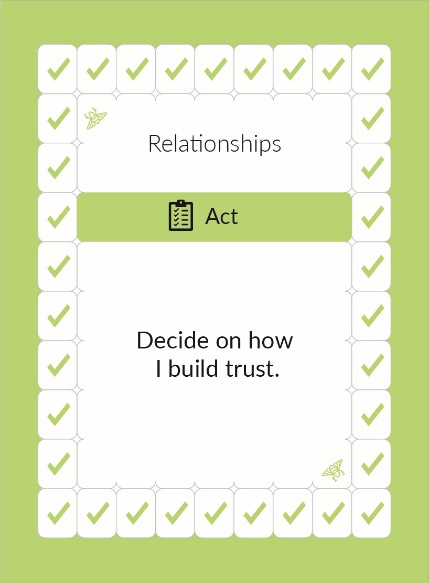 Relationships
Act
Decide on how
I build trust.